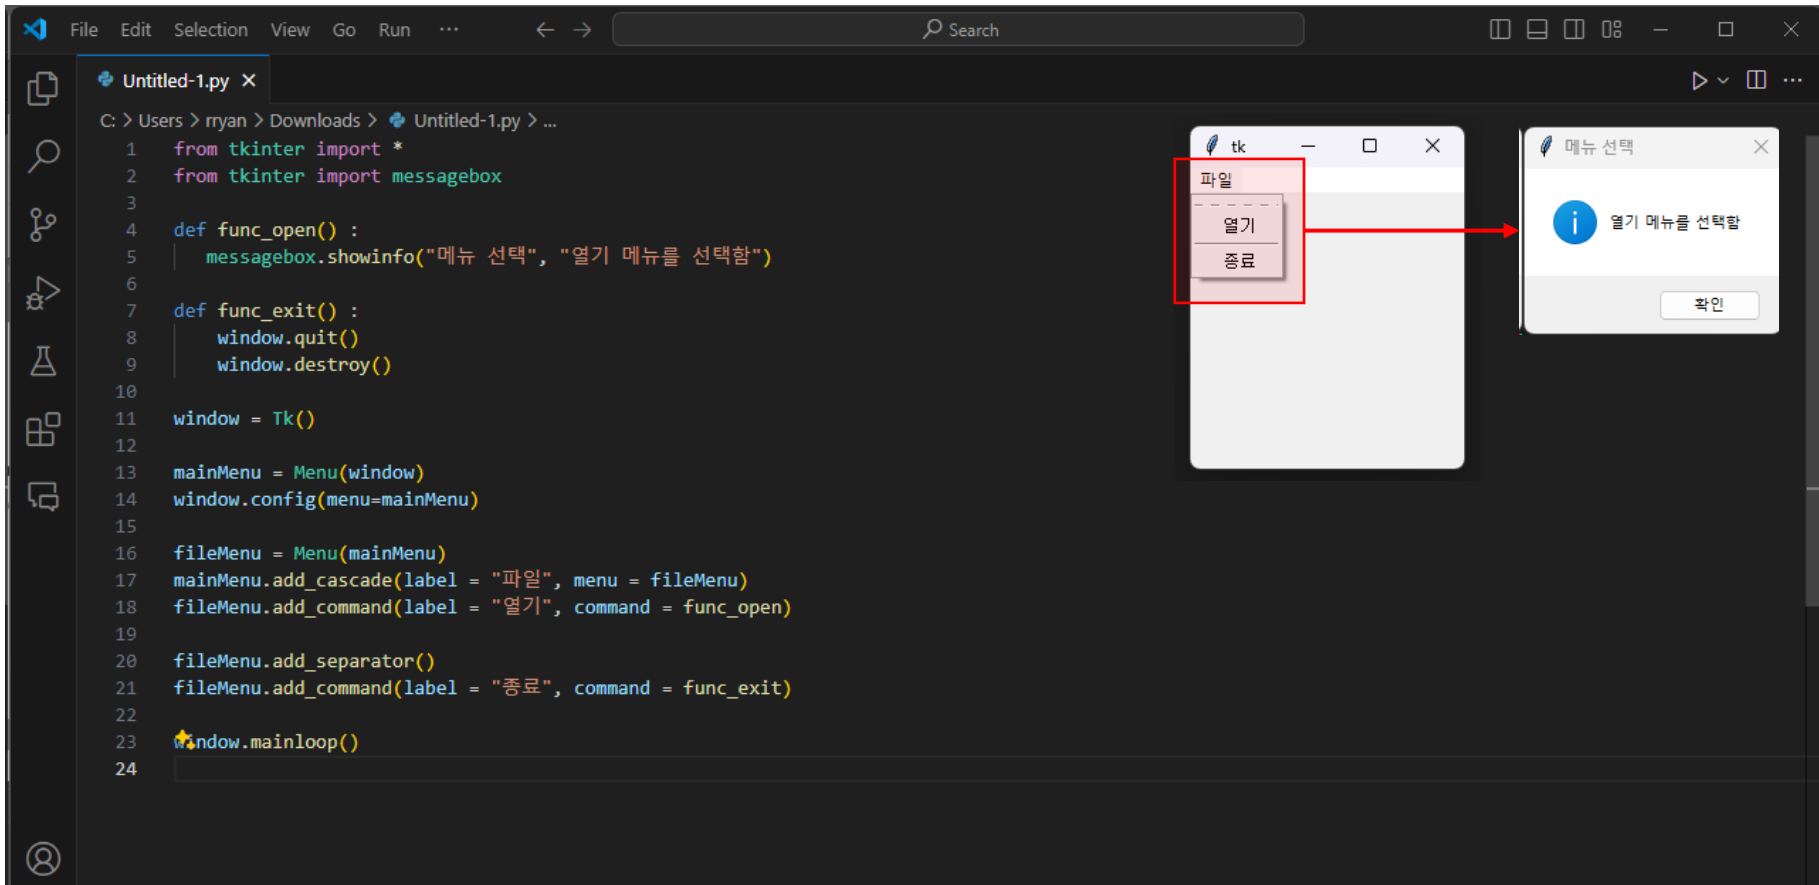 File Edit Selection View Go Run ···
Search
Untitled-1.py
C: > Users > rryan > Downloads > Untitled-1.py > ...
1 from tkinter import *
2 from tkinter import messagebox
3
4 def func_open() :
5 messagebox.showinfo("메뉴 선택", "열기 메뉴를 선택함")
6
7 def func_exit() :
8 window.quit()
9 window.destroy()
10
11 window = Tk()
12
13 mainMenu = Menu(window)
14 window.config(menu=mainMenu)
15
16 fileMenu = Menu(mainMenu)
17 mainMenu.add_cascade(label = "파일", menu = fileMenu)
18 fileMenu.add_command(label = "열기", command = func_open)
19
20 fileMenu.add_separator()
21 fileMenu.add_command(label = "종료", command = func_exit)
22
23 window.mainloop()
24
tk
파일
열기
종료
메뉴 선택
열기 메뉴를 선택함
확인